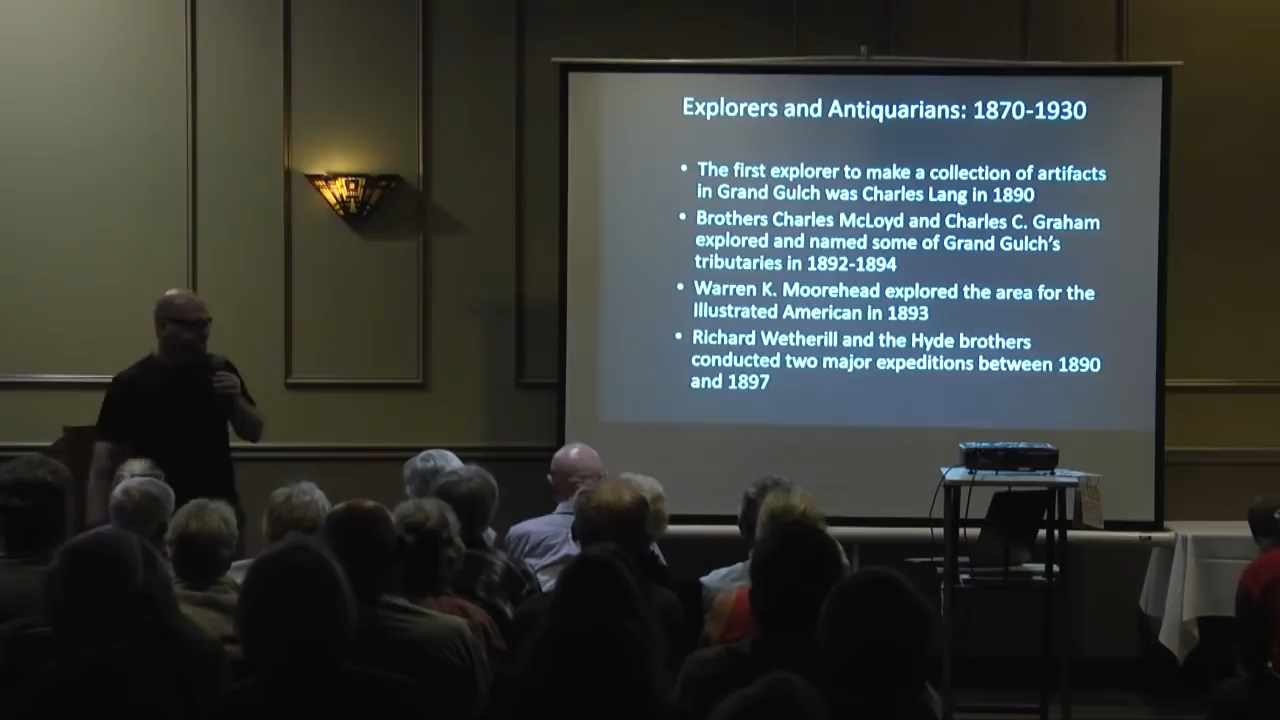 Explorers and Antiquarians: 1870-1930
• The first explorer to make a collection of artifacts
in Grand Gulch was Charles Lang in 1890
• Brothers Charles McLoyd and Charles C. Graham
explored and named some of Grand Gulch's
tributaries in 1892-1894
• Warren K. Moorehead explored the area for the
Illustrated American in 1893
• Richard Wetherill and the Hyde brothers
conducted two major expeditions between 1890
and 1897